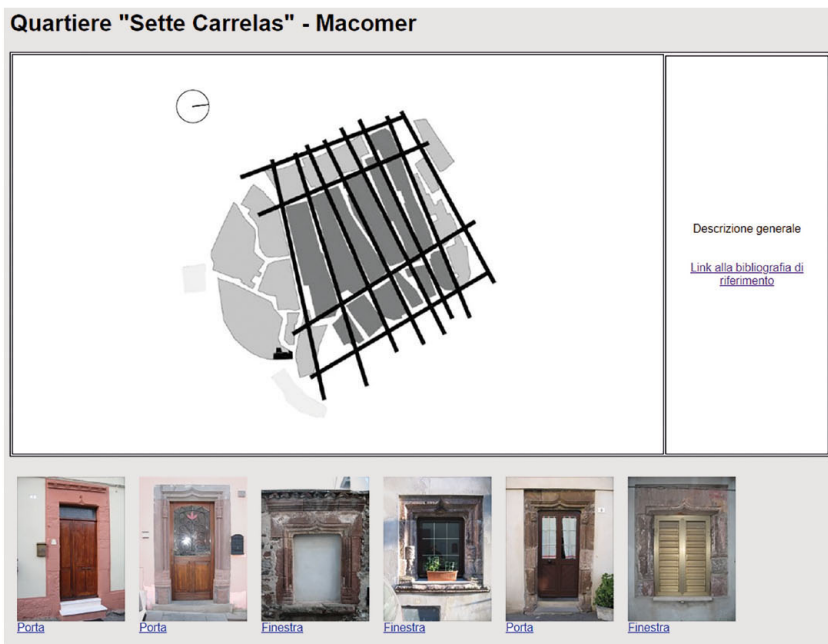 Quartiere "Sette Carrelas" - Macomer
Descrizione generale
Link alla bibliografia di
riferimento
Porta
Porta
Finestra
Finestra
Porta
Finestra